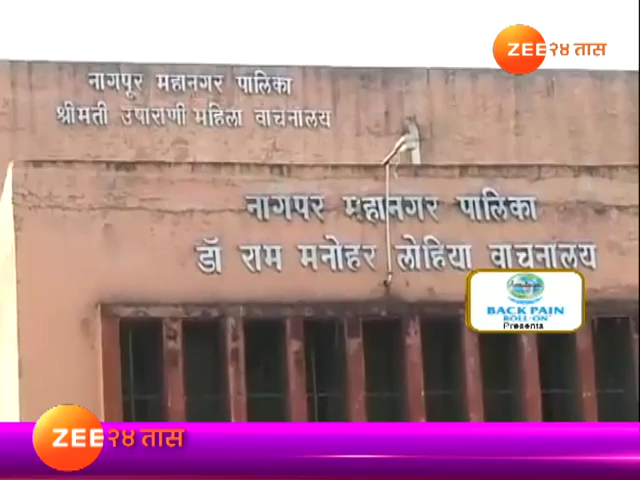 ZEE २४ तास
नागपूर महानगर पालिका
श्रीमती उषाराणी महिला वाचनालय
नागपूर महानगर पालिका
डॉ राम मनोहर लोहिया वाचनालय
BACK PAIN
ROLL-ON
Presents
ZEE २४ तास